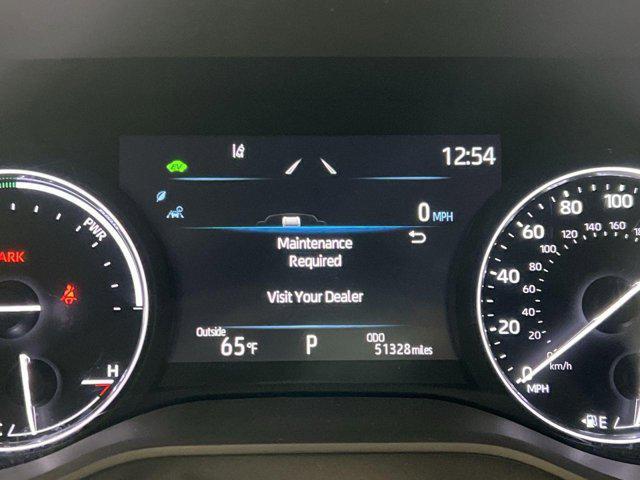 EV
12:54
0 MPH
Maintenance
Required
Visit Your Dealer
Outside
65°F
P
ODO
51328 miles
PWR
H
100
80
60
40
20
0
MPH
140
120
100
80
60
40
20
km/h
E